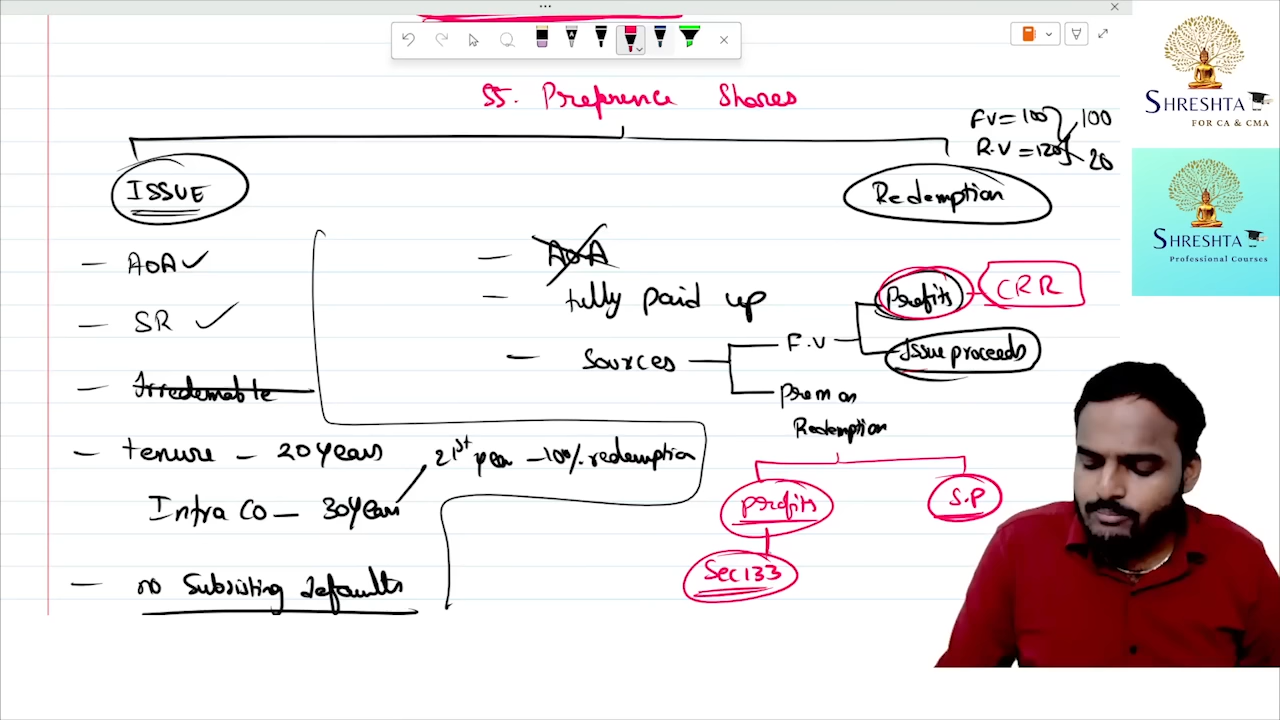 55. Preference Shares
FV = 100 100
R.V = 120 20
ISSUE
Redemption
- AOA ✓
- SR ✓
- Irredemable
- tenure - 20 years
Infra Co - 30 years
21st year - 100% redemption
- no Subsisting defaults
- AOA
- fully paid up
- Sources
F.V
Profits - CRR
Issue proceeds
Prem on
Redemption
Profits
S.P
Sec 133
SHRESHTA
FOR CA & CMA
SHRESHTA
Professional Courses